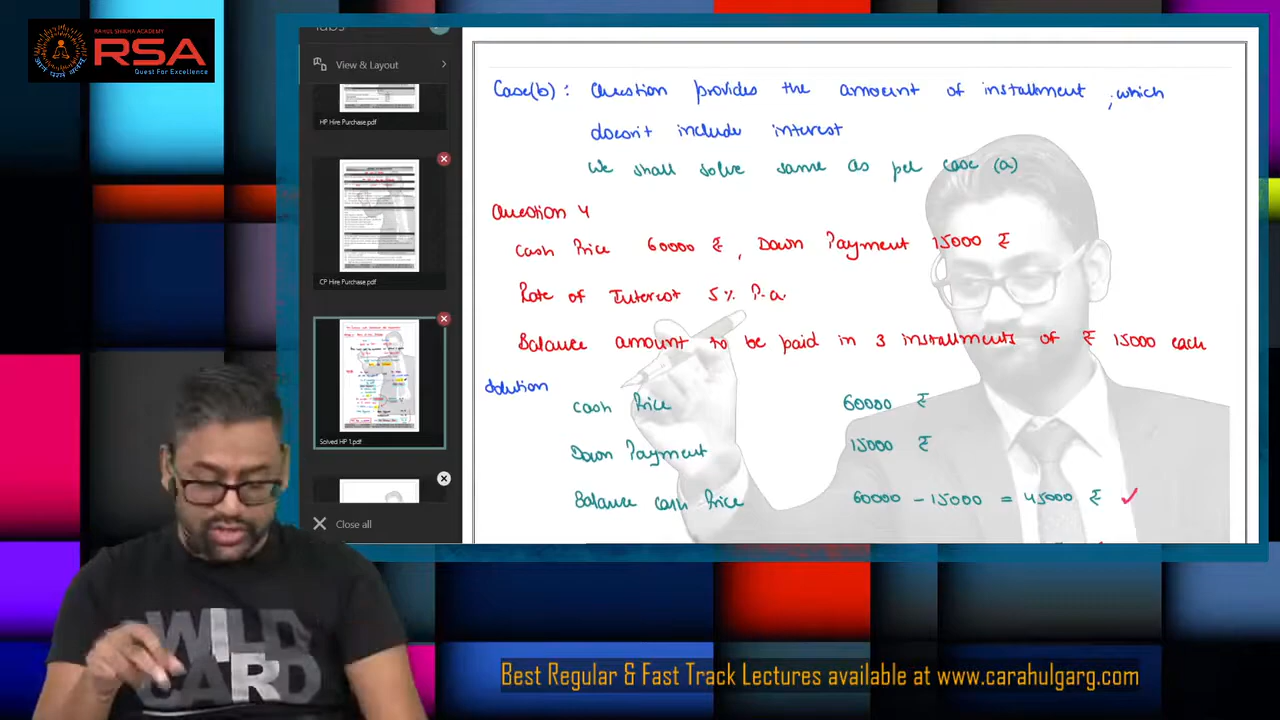 RAHUL SHIKHA ACADEMY
RSA
Quest For Excellence
Tabs
View & Layout
HP Hire Purchase.pdf
CP Hire Purchase.pdf
Solved HP 1.pdf
Close all
Case(b) : Question provides the amount of installment ; which
doesn't include interest
We shall solve same as per case (a)
Question 4
Cash Price 60000 ₹, Down Payment 15000 ₹
Rate of Interest 5% P.a.
Balance amount to be paid in 3 installments of ₹ 15000 each
Solution
cash Price 60000 ₹
Down Payment 15000 ₹
Balance cash Price 60000 - 15000 = 45000 ₹ ✓
WILD
CARD
Best Regular & Fast Track Lectures available at www.carahulgarg.com